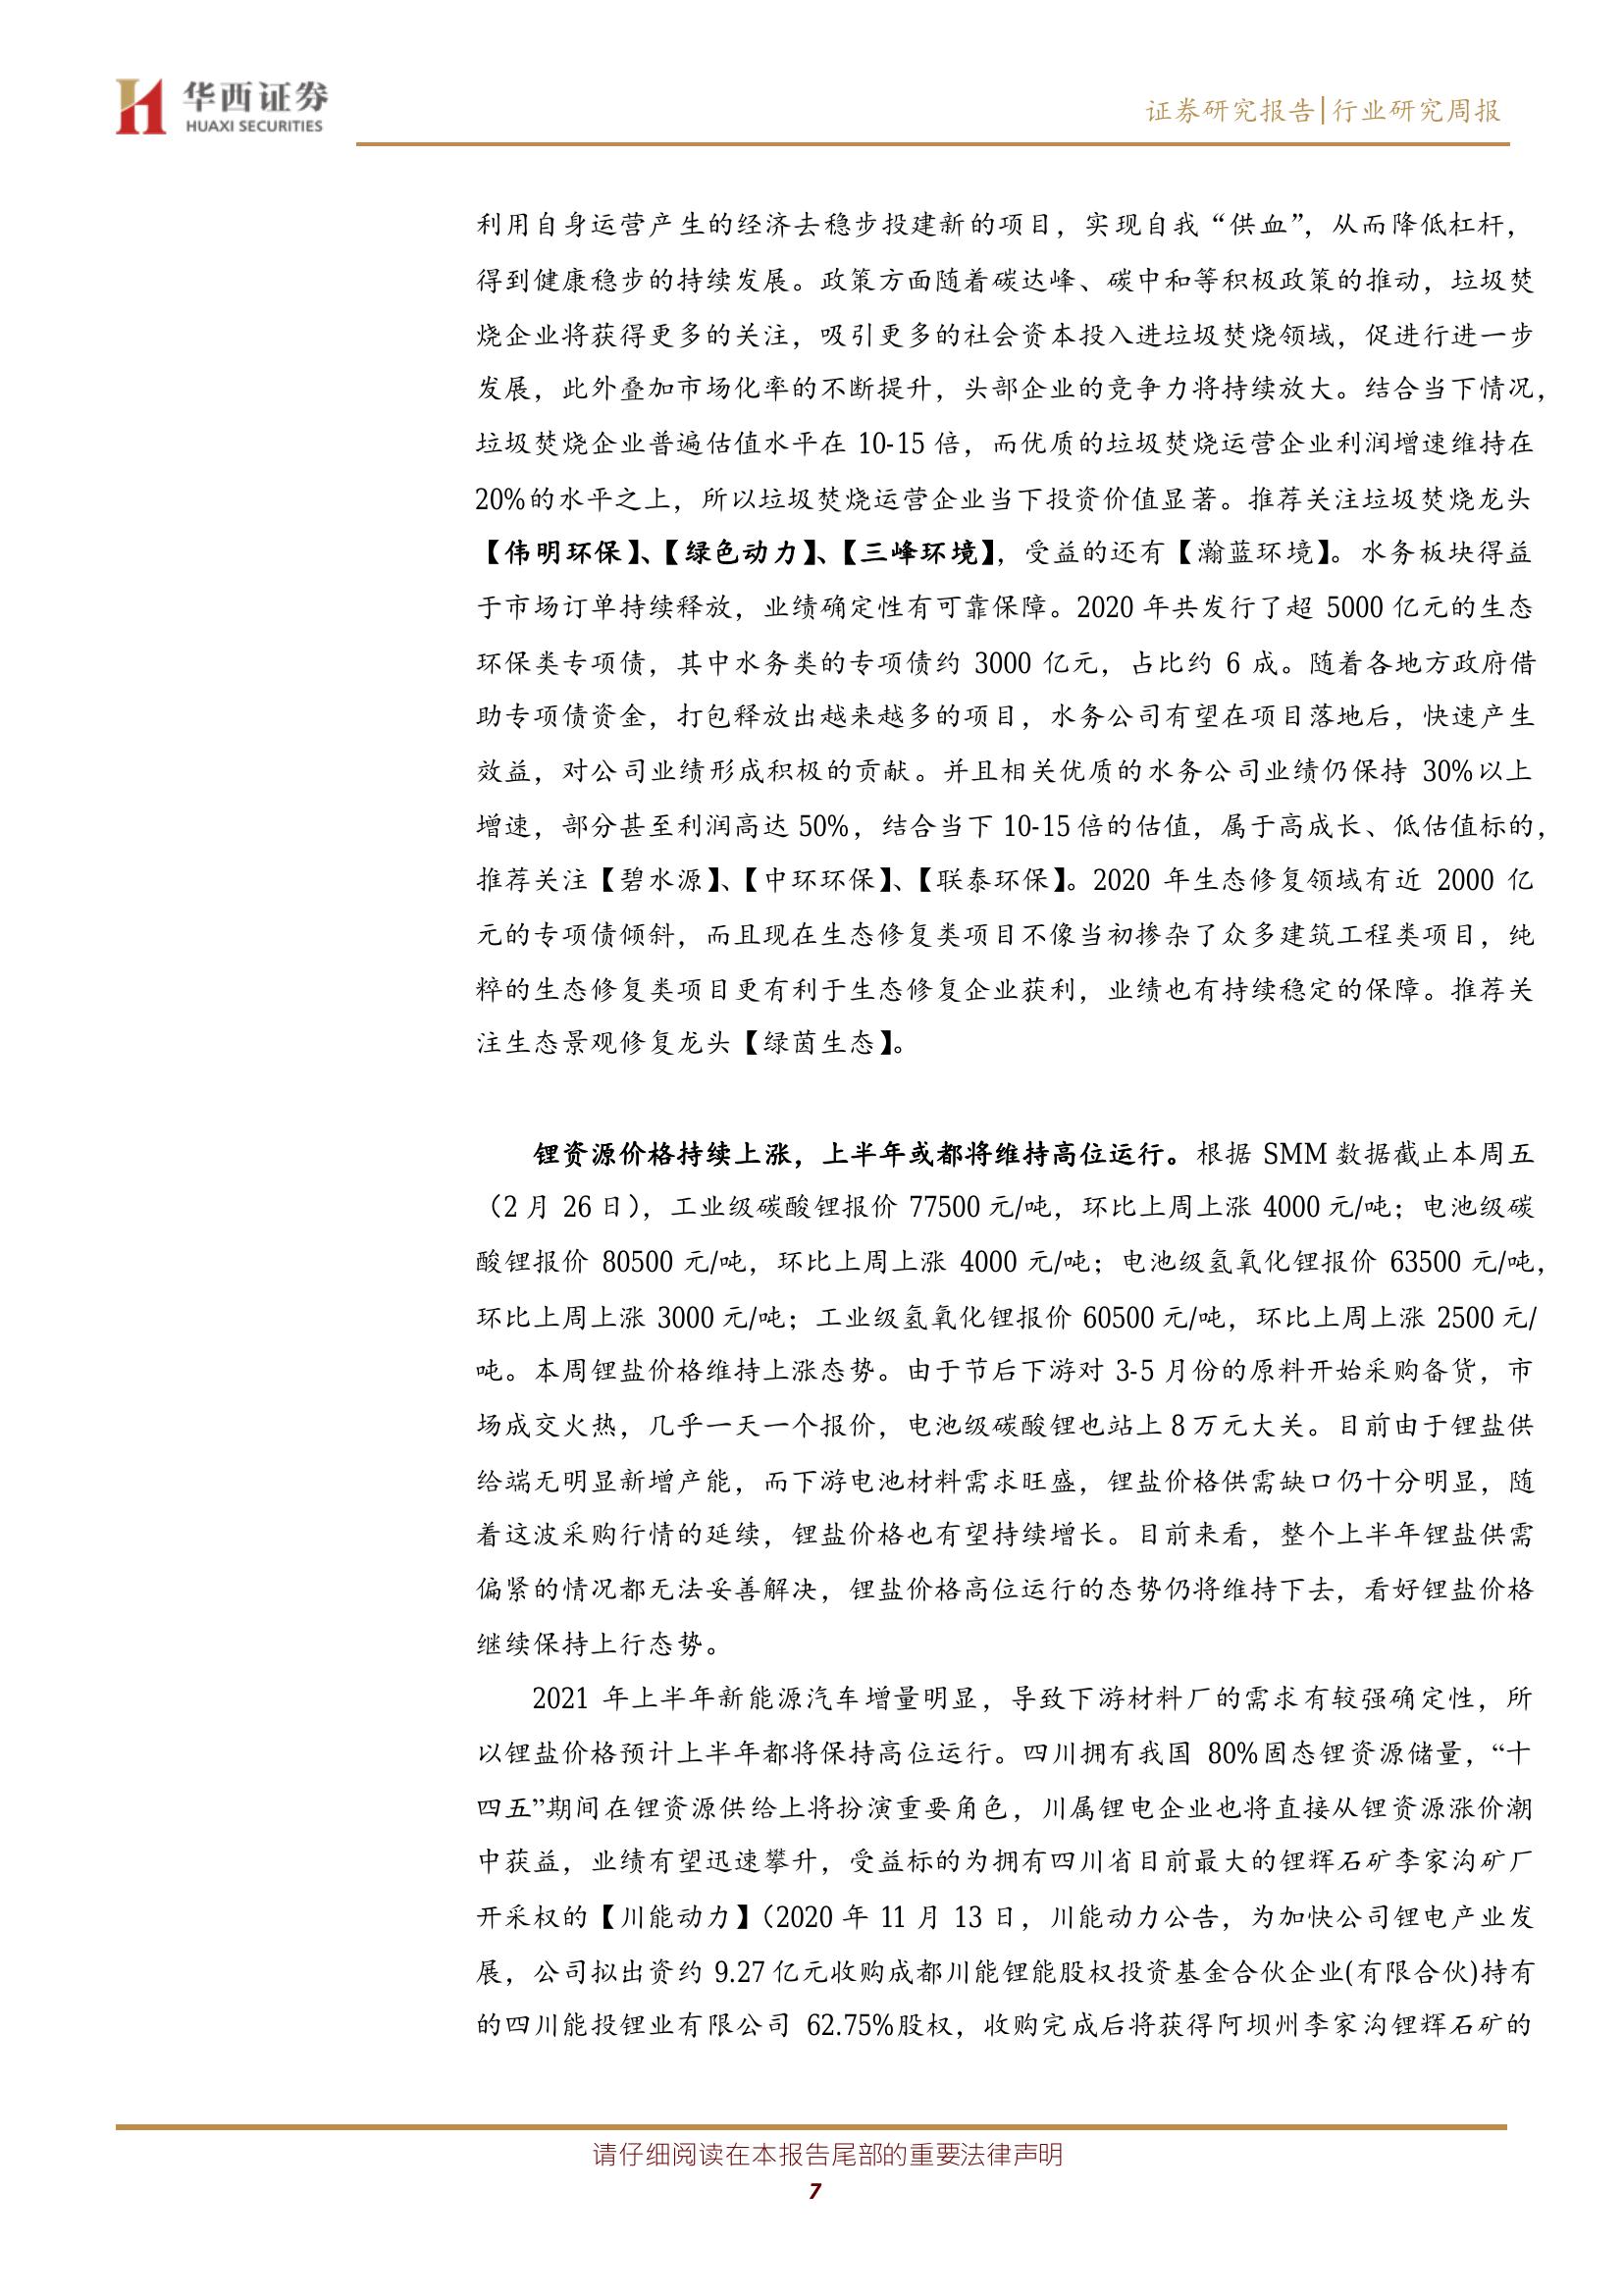 华西证券
HUAXI SECURITIES
证券研究报告|行业研究周报
利用自身运营产生的经济去稳步投建新的项目，实现自我“供血”，从而降低杠杆，
得到健康稳步的持续发展。政策方面随着碳达峰、碳中和等积极政策的推动，垃圾焚
烧企业将获得更多的关注，吸引更多的社会资本投入进垃圾焚烧领域，促进行进一步
发展，此外叠加市场化率的不断提升，头部企业的竞争力将持续放大。结合当下情况，
垃圾焚烧企业普遍估值水平在 10-15 倍，而优质的垃圾焚烧运营企业利润增速维持在
20%的水平之上，所以垃圾焚烧运营企业当下投资价值显著。推荐关注垃圾焚烧龙头
【伟明环保】、【绿色动力】、【三峰环境】，受益的还有【瀚蓝环境】。水务板块得益
于市场订单持续释放，业绩确定性有可靠保障。2020 年共发行了超 5000 亿元的生态
环保类专项债，其中水务类的专项债约 3000 亿元，占比约 6 成。随着各地方政府借
助专项债资金，打包释放出越来越多的项目，水务公司有望在项目落地后，快速产生
效益，对公司业绩形成积极的贡献。并且相关优质的水务公司业绩仍保持 30%以上
增速，部分甚至利润高达 50%，结合当下 10-15 倍的估值，属于高成长、低估值标的，
推荐关注【碧水源】、【中环环保】、【联泰环保】。2020 年生态修复领域有近 2000 亿
元的专项债倾斜，而且现在生态修复类项目不像当初掺杂了众多建筑工程类项目，纯
粹的生态修复类项目更有利于生态修复企业获利，业绩也有持续稳定的保障。推荐关
注生态景观修复龙头【绿茵生态】。
锂资源价格持续上涨，上半年或都将维持高位运行。根据 SMM 数据截止本周五
（2 月 26 日），工业级碳酸锂报价 77500 元/吨，环比上周上涨 4000 元/吨；电池级碳
酸锂报价 80500 元/吨，环比上周上涨 4000 元/吨；电池级氢氧化锂报价 63500 元/吨，
环比上周上涨 3000 元/吨；工业级氢氧化锂报价 60500 元/吨，环比上周上涨 2500 元/
吨。本周锂盐价格维持上涨态势。由于节后下游对 3-5 月份的原料开始采购备货，市
场成交火热，几乎一天一个报价，电池级碳酸锂也站上 8 万元大关。目前由于锂盐供
给端无明显新增产能，而下游电池材料需求旺盛，锂盐价格供需缺口仍十分明显，随
着这波采购行情的延续，锂盐价格也有望持续增长。目前来看，整个上半年锂盐供需
偏紧的情况都无法妥善解决，锂盐价格高位运行的态势仍将维持下去，看好锂盐价格
继续保持上行态势。
2021 年上半年新能源汽车增量明显，导致下游材料厂的需求有较强确定性，所
以锂盐价格预计上半年都将保持高位运行。四川拥有我国 80%固态锂资源储量，“十
四五”期间在锂资源供给上将扮演重要角色，川属锂电企业也将直接从锂资源涨价潮
中获益，业绩有望迅速攀升，受益标的为拥有四川省目前最大的锂辉石矿李家沟矿厂
开采权的【川能动力】（2020 年 11 月 13 日，川能动力公告，为加快公司锂电产业发
展，公司拟出资约 9.27 亿元收购成都川能锂能股权投资基金合伙企业(有限合伙)持有
的四川能投锂业有限公司 62.75%股权，收购完成后将获得阿坝州李家沟锂辉石矿的
请仔细阅读在本报告尾部的重要法律声明
7